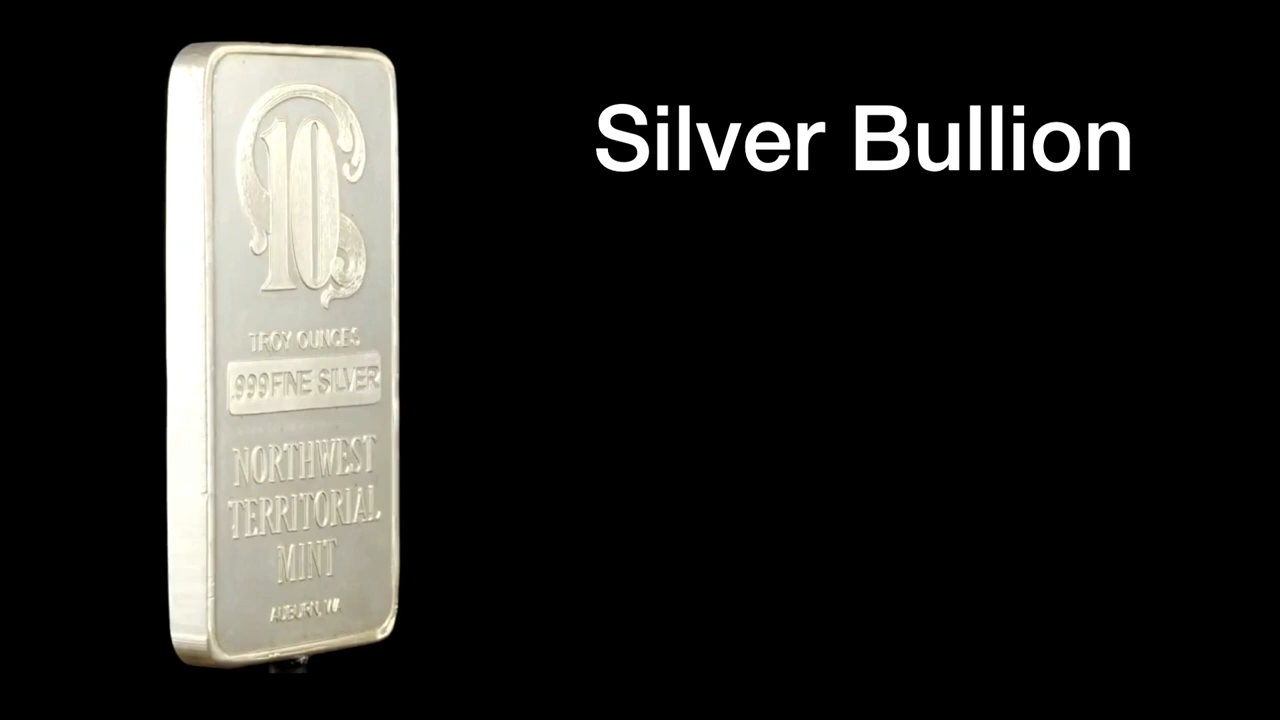 Silver Bullion
10
TROY OUNCES
.999 FINE SILVER
NORTHWEST
TERRITORIAL
MINT
AUBURN, WA